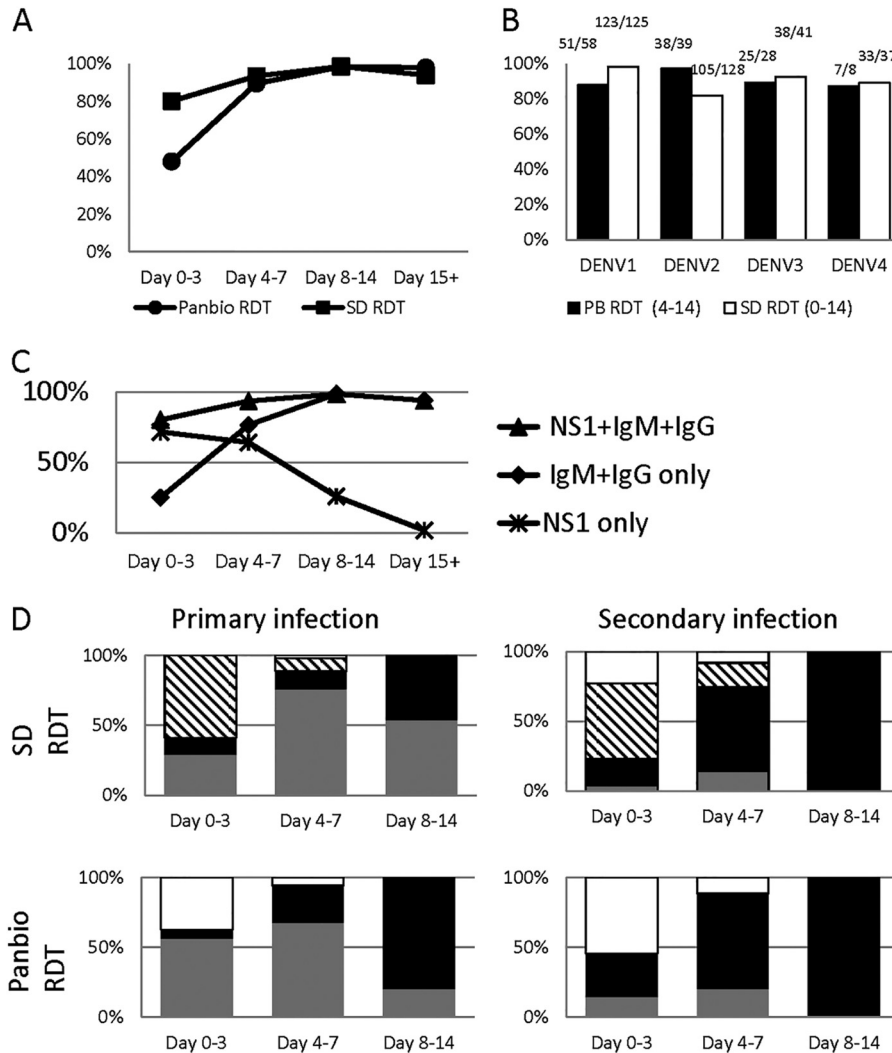 A
100%
80%
60%
40%
20%
0%
Day 0-3 Day 4-7 Day 8-14 Day 15+
Panbio RDT SD RDT
B
123/125
51/58 38/39 38/41
25/28 33/37
105/128 7/8
100%
80%
60%
40%
20%
0%
DENV1 DENV2 DENV3 DENV4
PB RDT (4-14) SD RDT (0-14)
C
100%
50%
0%
Day 0-3 Day 4-7 Day 8-14 Day 15+
NS1+IgM+IgG
IgM+IgG only
NS1 only
D
Primary infection Secondary infection
SD
RDT
100%
50%
0%
Day 0-3 Day 4-7 Day 8-14
100%
50%
0%
Day 0-3 Day 4-7 Day 8-14
Panbio
RDT
100%
50%
0%
Day 0-3 Day 4-7 Day 8-14
100%
50%
0%
Day 0-3 Day 4-7 Day 8-14